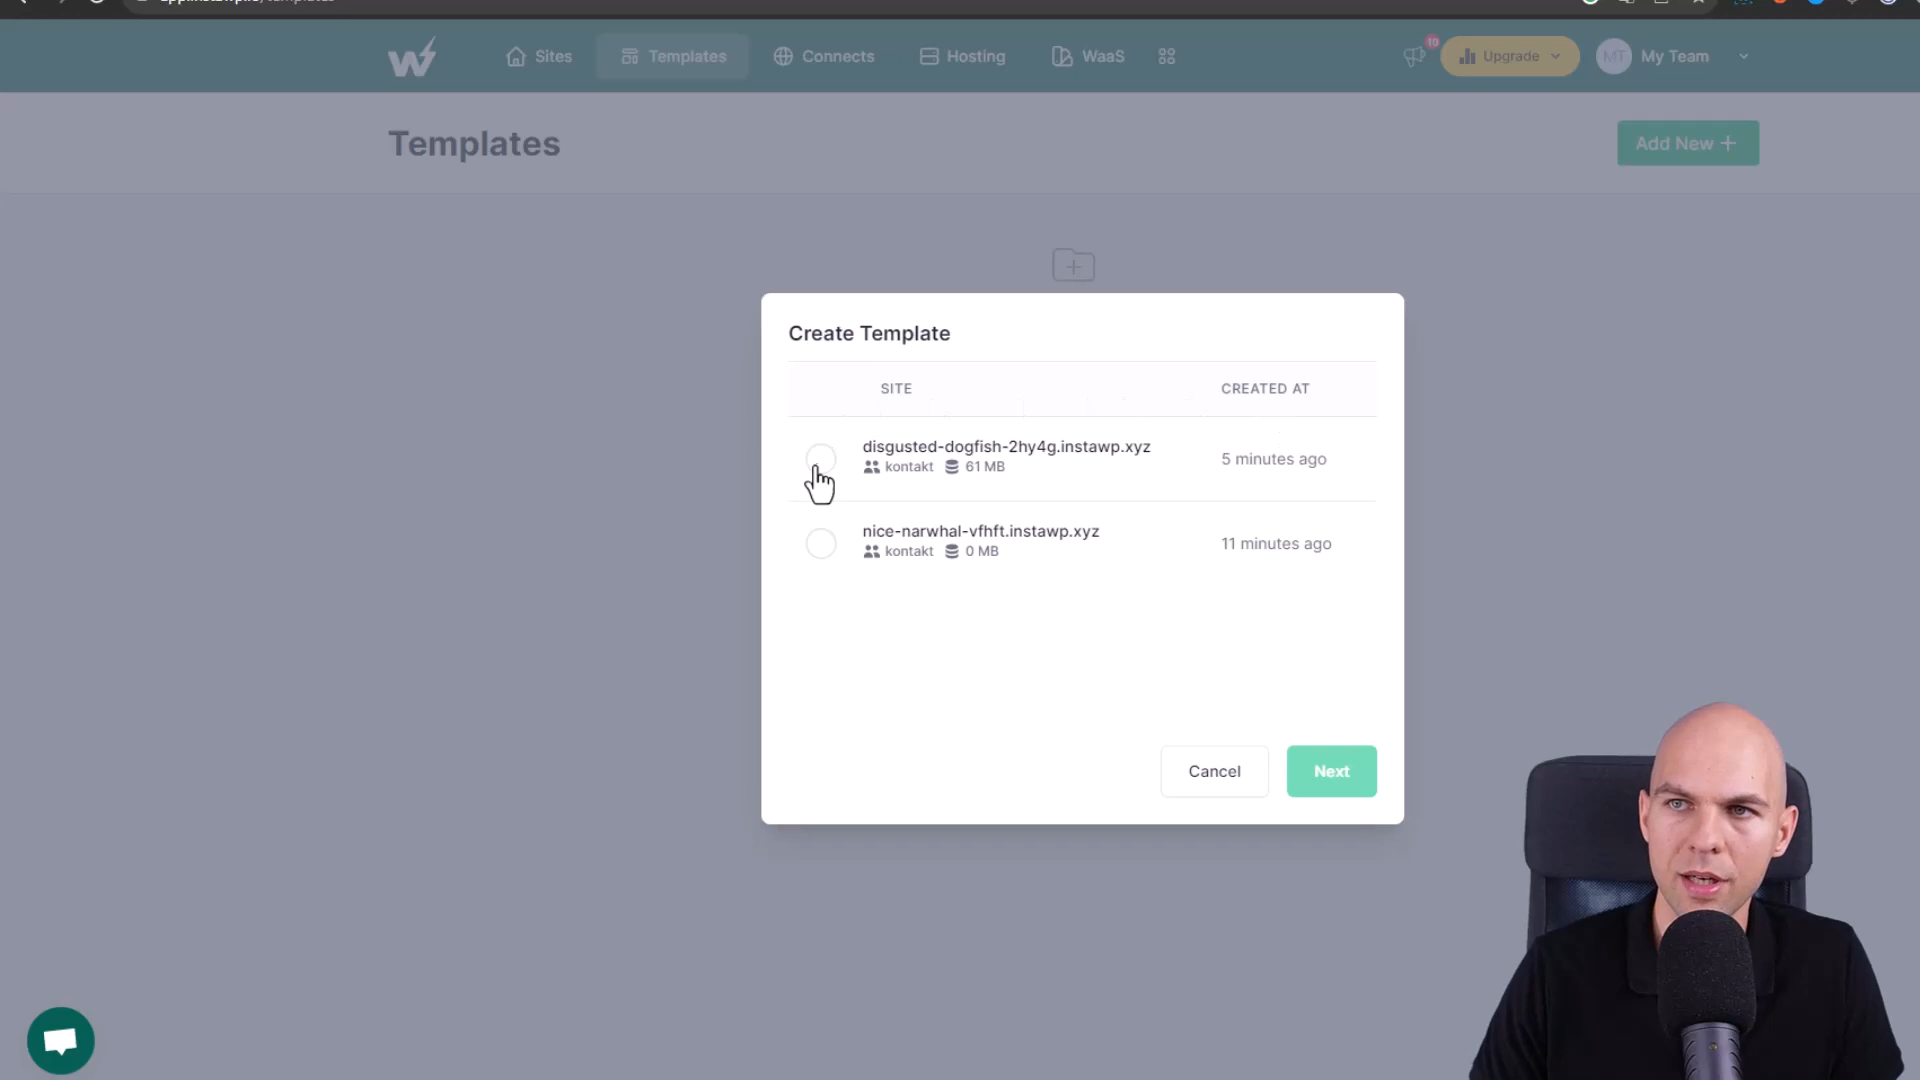 Sites
Templates
Connects
Hosting
WaaS
10
Upgrade
MT
My Team
Templates
Add New +
Create Template
SITE
CREATED AT
disgusted-dogfish-2hy4g.instawp.xyz
kontakt
61 MB
5 minutes ago
nice-narwhal-vfhft.instawp.xyz
kontakt
0 MB
11 minutes ago
Cancel
Next